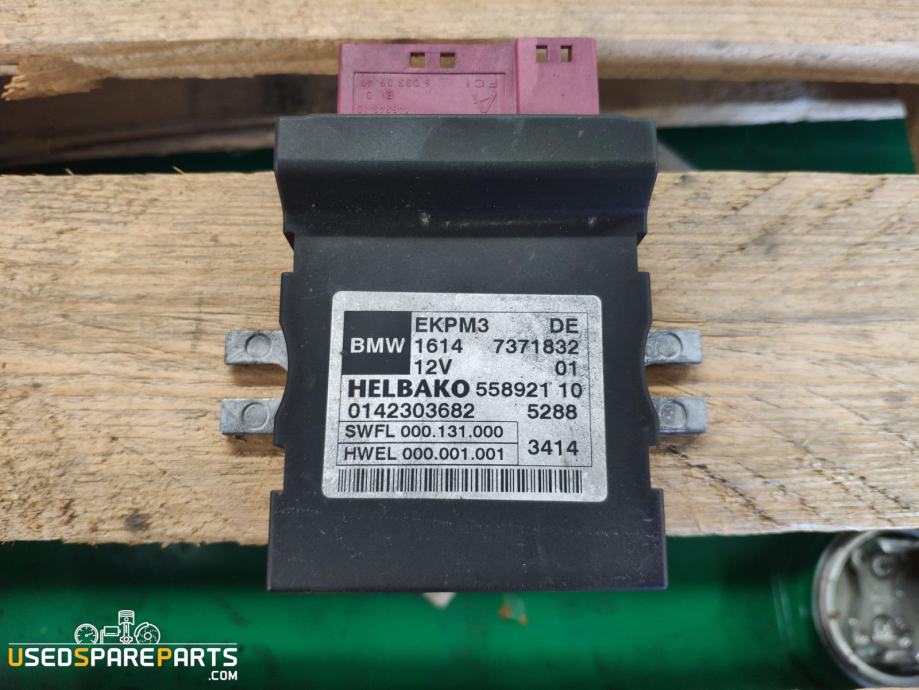 FCI
EKPM3 DE
BMW 1614 7371832
12V 01
HELBAKO 558921 10
0142303682 5288
SWFL 000.131.000
HWEL 000.001.001 3414
USEDSPAREPARTS
.COM